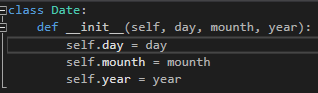 class Date:
    def __init__(self, day, mounth, year):
        self.day = day
        self.mounth = mounth
        self.year = year